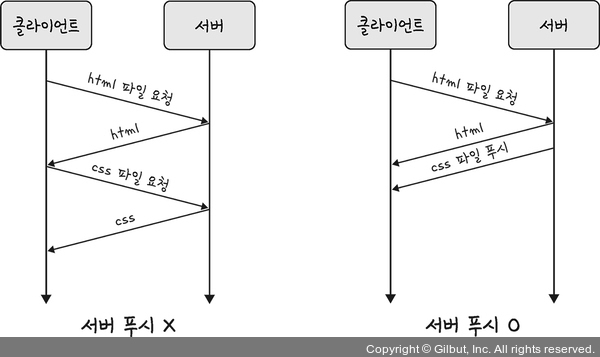 클라이언트
서버
html 파일 요청
html
css 파일 요청
css
서버 푸시 X
클라이언트
서버
html 파일 요청
html
css 파일 푸시
서버 푸시 O
Copyright © Gilbut, Inc. All rights reserved.